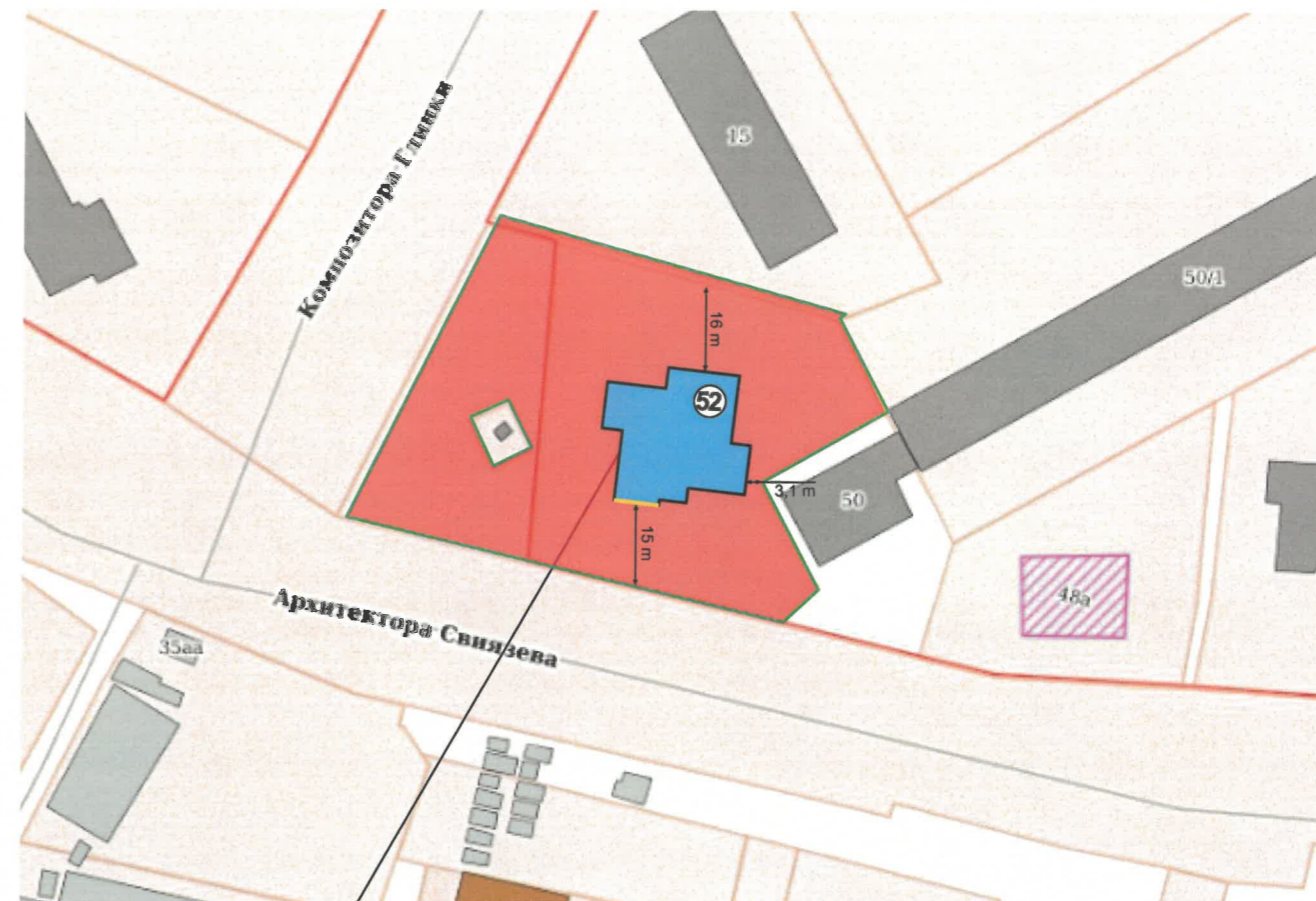 15
Композитора Глинки
50/1
16 m
52
3,1 m
50
15 m
48а
Архитектора Свиязева
35аа